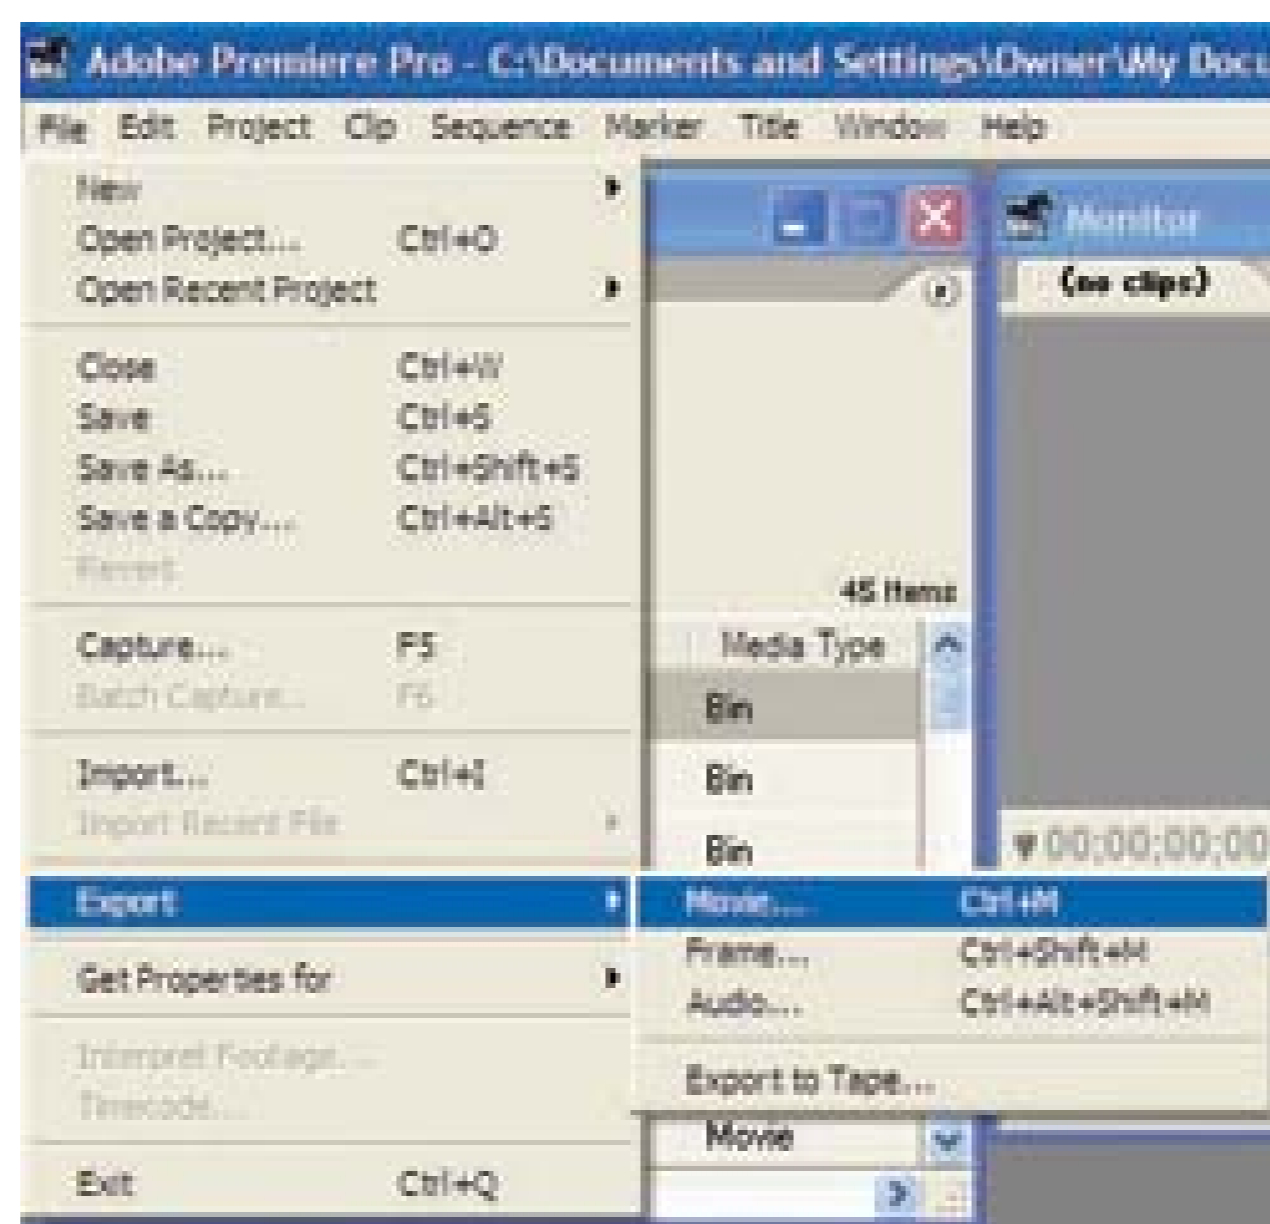 Adobe Premiere Pro - C:\Documents and Settings\Owner\My Docu
File Edit Project Clip Sequence Marker Title Window Help
New
Open Project... Ctrl+O
Open Recent Project
Close Ctrl+W
Save Ctrl+S
Save As... Ctrl+Shift+S
Save a Copy... Ctrl+Alt+S
Revert
Capture... F5
Batch Capture... F6
Import... Ctrl+I
Import Recent File
Export
Get Properties for
Interpret Footage...
Timecode...
Exit Ctrl+Q
Movie... Ctrl+M
Frame... Ctrl+Shift+M
Audio... Ctrl+Alt+Shift+M
Export to Tape...
45 Items
Media Type
Bin
Bin
Bin
Movie
Monitor
(no clips)
00;00;00;00